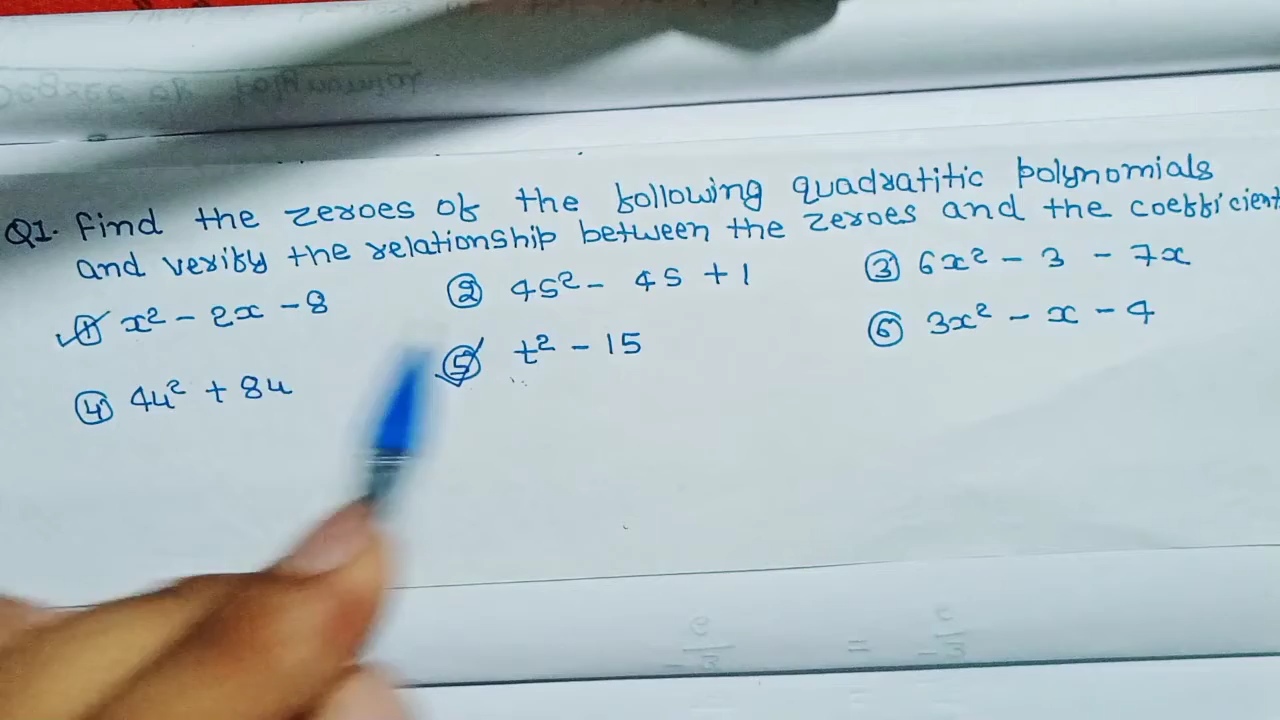 Q1. Find the zeroes of the following quadratitic polynomials
and verify the relationship between the zeroes and the coefficient
① x² - 2x - 8 ② 4s² - 4s + 1 ③ 6x² - 3 - 7x
④ 4u² + 8u ⑤ t² - 15 ⑥ 3x² - x - 4